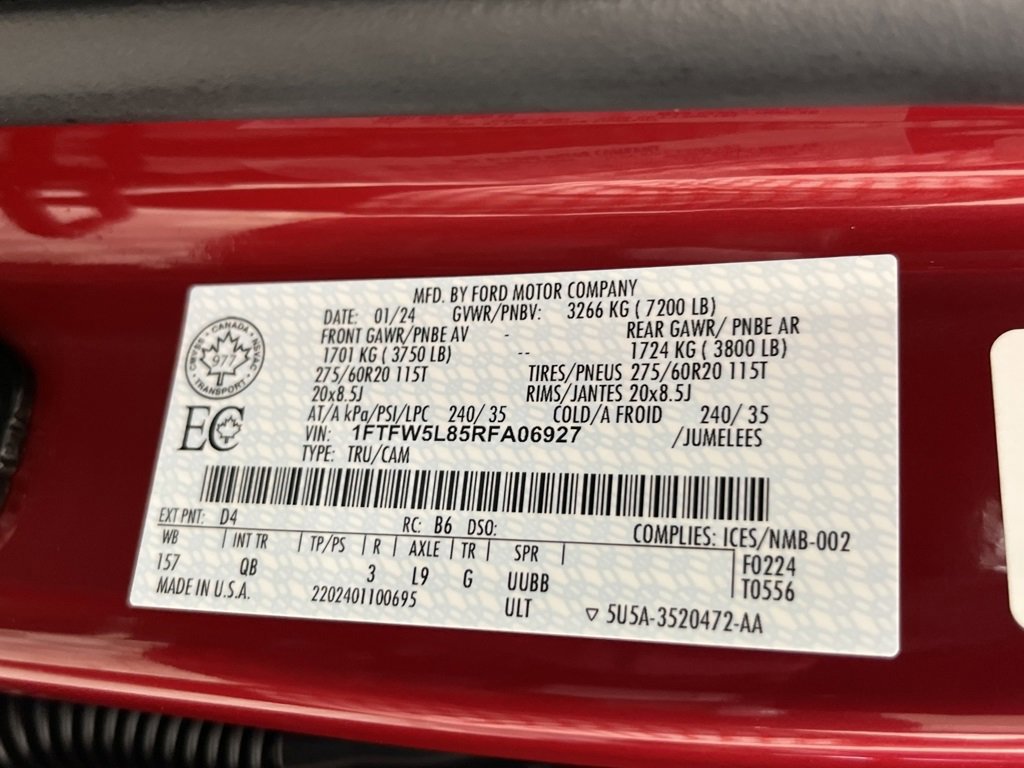 MFD. BY FORD MOTOR COMPANY
DATE: 01/24 GVWR/PNBV: 3266 KG ( 7200 LB)
FRONT GAWR/PNBE AV - REAR GAWR/ PNBE AR
1701 KG ( 3750 LB) -- 1724 KG ( 3800 LB)
275/60R20 115T TIRES/PNEUS 275/60R20 115T
20x8.5J RIMS/JANTES 20x8.5J
AT/A kPa/PSI/LPC 240/ 35 COLD/A FROID 240/ 35
VIN: 1FTFW5L85RFA06927 /JUMELEES
TYPE: TRU/CAM
CANADA
CMVSS · NSVAC
977
TRANSPORT
EC
EXT PNT: D4 RC: B6 DSO: COMPLIES: ICES/NMB-002
WB | INT TR | TP/PS | R | AXLE | TR | SPR | F0224
157 QB 3 L9 G UUBB T0556
MADE IN U.S.A. 2202401100695 ULT ▽ 5U5A-3520472-AA